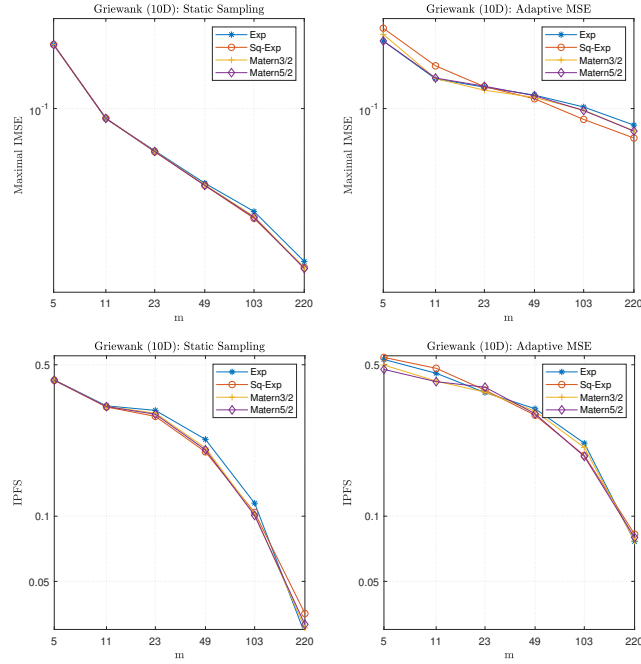 Griewank (10D): Static Sampling
Exp
Sq-Exp
Matern3/2
Matern5/2
10^-1
Maximal IMSE
5 11 23 49 103 220
m
Griewank (10D): Adaptive MSE
Exp
Sq-Exp
Matern3/2
Matern5/2
10^-1
Maximal IMSE
5 11 23 49 103 220
m
Griewank (10D): Static Sampling
Exp
Sq-Exp
Matern3/2
Matern5/2
0.5
0.1
0.05
IPFS
5 11 23 49 103 220
m
Griewank (10D): Adaptive MSE
Exp
Sq-Exp
Matern3/2
Matern5/2
0.5
0.1
0.05
IPFS
5 11 23 49 103 220
m